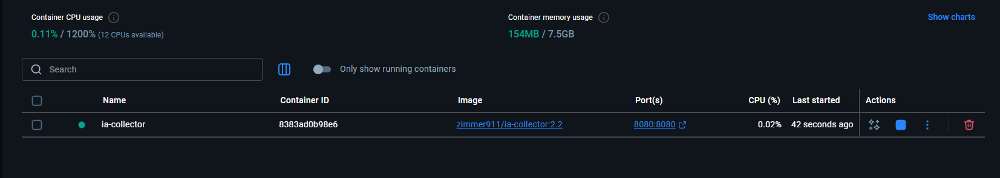 Container CPU usage
0.11% / 1200% (12 CPUs available)
Container memory usage
154MB / 7.5GB
Show charts
Search
Only show running containers
Name Container ID Image Port(s) CPU (%) Last started Actions
ia-collector 8383ad0b98e6 zimmer911/ia-collector:2.2 8080:8080 0.02% 42 seconds ago